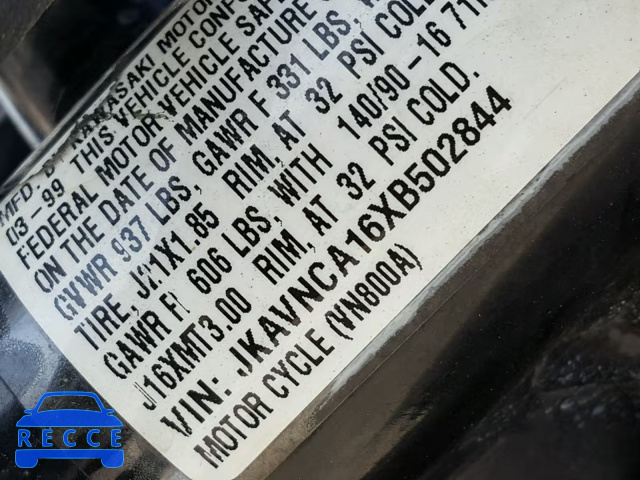 MFD. BY KAWASAKI MOTOR
03-99 THIS VEHICLE CONFO
FEDERAL MOTOR VEHICLE SAF
ON THE DATE OF MANUFACTURE
GVWR 937 LBS, GAWR F 331 LBS, W
TIRE, J21X1.85 RIM, AT 32 PSI COLD
GAWR 606 LBS, WITH 140/90-16 71H
J16XMT3.00 RIM, AT 32 PSI COLD.
VIN: JKAVNCA16XB502844
MOTOR CYCLE (VN800A)
RECCE